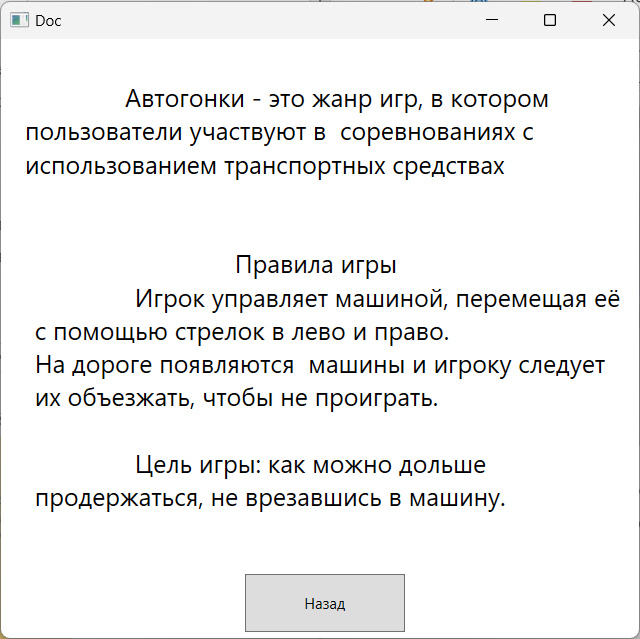 Doc
Автогонки - это жанр игр, в котором
пользователи участвуют в  соревнованиях с
использованием транспортных средствах
Правила игры
Игрок управляет машиной, перемещая её
с помощью стрелок в лево и право.
На дороге появляются  машины и игроку следует
их объезжать, чтобы не проиграть.
Цель игры: как можно дольше
продержаться, не врезавшись в машину.
Назад